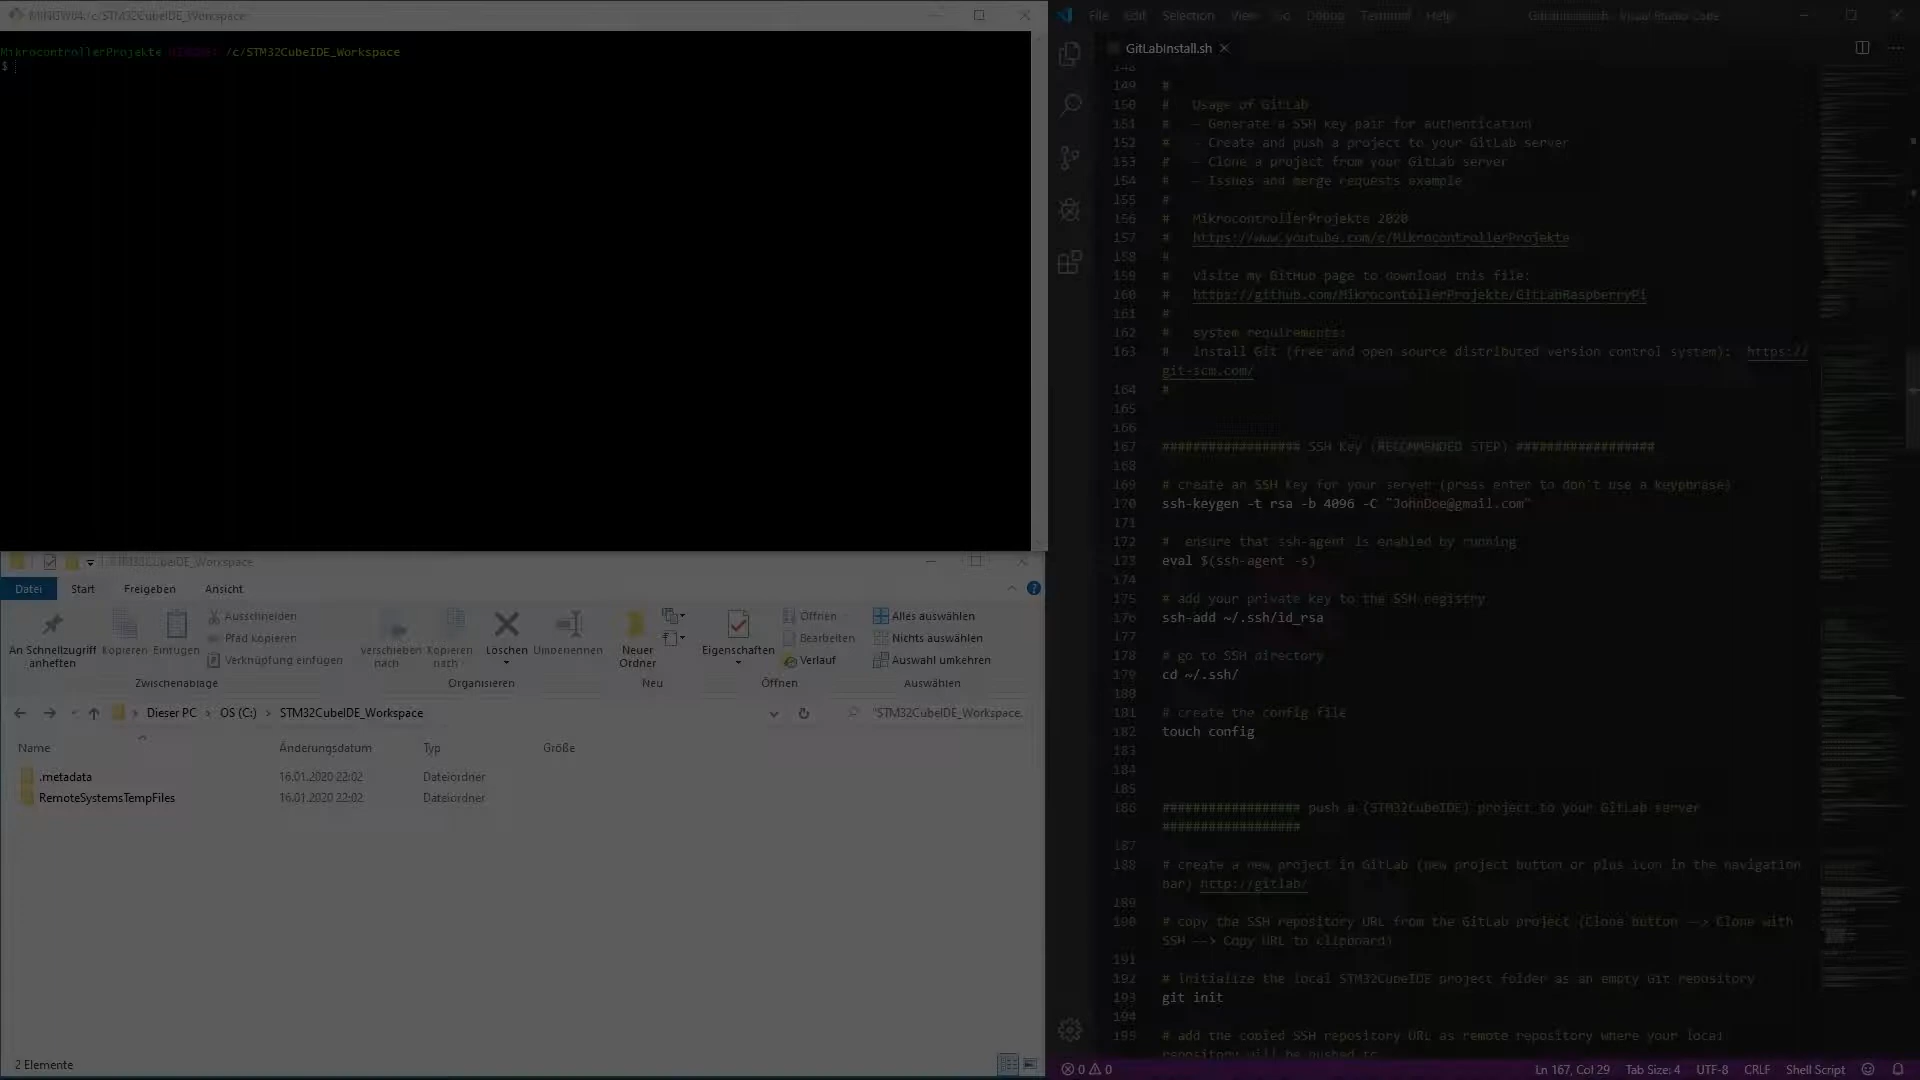 MINGW64:/c/STM32CubeIDE_Workspace
MikrocontrollerProjekte MINGW64 /c/STM32CubeIDE_Workspace
$
STM32CubeIDE_Workspace
Datei Start Freigeben Ansicht
An Schnellzugriff anheften
Kopieren
Einfügen
Ausschneiden
Pfad kopieren
Verknüpfung einfügen
Zwischenablage
Verschieben nach
Kopieren nach
Löschen
Umbenennen
Organisieren
Neuer Ordner
Neu
Eigenschaften
Öffnen
Bearbeiten
Verlauf
Öffnen
Alles auswählen
Nichts auswählen
Auswahl umkehren
Auswählen
Dieser PC > OS (C:) > STM32CubeIDE_Workspace
"STM32CubeIDE_Workspace
Name Änderungsdatum Typ Größe
.metadata 16.01.2020 22:02 Dateiordner
RemoteSystemsTempFiles 16.01.2020 22:02 Dateiordner
2 Elemente
File Edit Selection View Go Debug Terminal Help GitLabInstall.sh - Visual Studio Code
GitLabInstall.sh
148
149 #
150 # Usage of GitLab
151 # - Generate a SSH key pair for authentication
152 # - Create and push a project to your GitLab server
153 # - Clone a project from your GitLab server
154 # - Issues and merge requests example
155 #
156 # MikrocontrollerProjekte 2020
157 # https://www.youtube.com/c/MikrocontrollerProjekte
158 #
159 # Visite my GitHub page to download this file:
160 # https://github.com/MikrocontollerProjekte/GitLabRaspberryPi
161 #
162 # system requirements:
163 # Install Git (free and open source distributed version control system): https://
git-scm.com/
164 #
165
166
167 ################## SSH Key (RECOMMENDED STEP) ##################
168
169 # create an SSH key for your server (press enter to don't use a keyphrase)
170 ssh-keygen -t rsa -b 4096 -C "JohnDoe@gmail.com"
171
172 # ensure that ssh-agent is enabled by running
173 eval $(ssh-agent -s)
174
175 # add your private key to the SSH registry
176 ssh-add ~/.ssh/id_rsa
177
178 # go to SSH directory
179 cd ~/.ssh/
180
181 # create the config file
182 touch config
183
184
185
186 ################## push a (STM32CubeIDE) project to your GitLab server
##################
187
188 # create a new project in GitLab (new project button or plus icon in the navigation
bar) http://gitlab/
189
190 # copy the SSH repository URL from the GitLab project (Clone button --> Clone with
SSH --> Copy URL to clipboard)
191
192 # initialize the local STM32CubeIDE project folder as an empty Git repository
193 git init
194
195 # add the copied SSH repository URL as remote repository where your local
repository will be pushed to
0 0 Ln 167, Col 29 Tab Size: 4 UTF-8 CRLF Shell Script